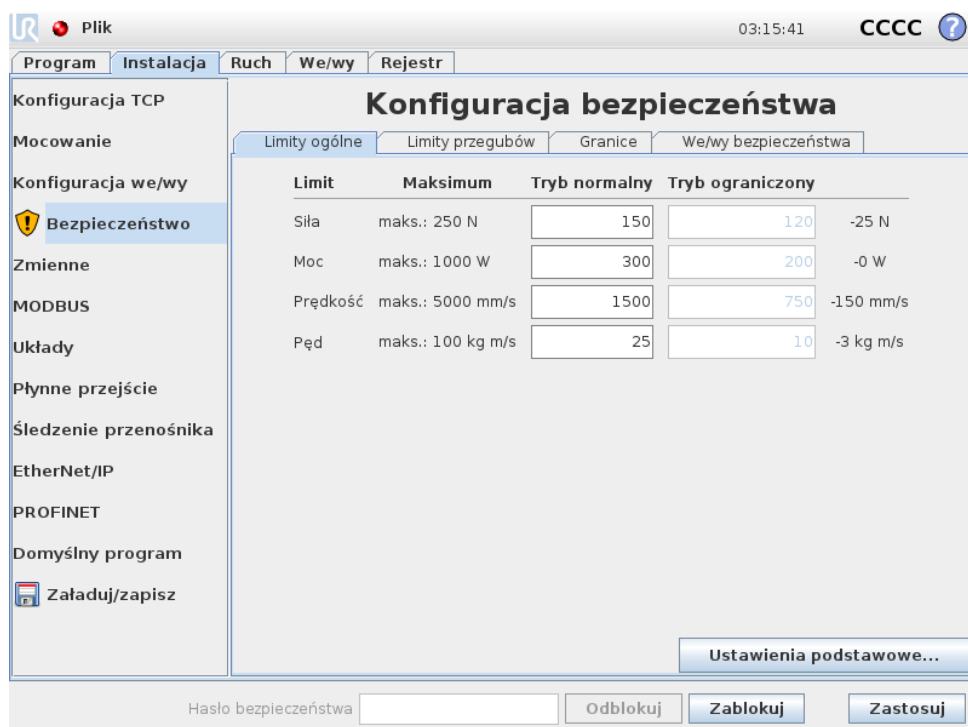 UR Plik 03:15:41 CCCC ?
Program Instalacja Ruch We/wy Rejestr
Konfiguracja TCP
Mocowanie
Konfiguracja we/wy
Bezpieczeństwo
Zmienne
MODBUS
Układy
Płynne przejście
Śledzenie przenośnika
EtherNet/IP
PROFINET
Domyślny program
Załaduj/zapisz
Konfiguracja bezpieczeństwa
Limity ogólne Limity przegubów Granice We/wy bezpieczeństwa
Limit Maksimum Tryb normalny Tryb ograniczony
Siła maks.: 250 N 150 120 -25 N
Moc maks.: 1000 W 300 200 -0 W
Prędkość maks.: 5000 mm/s 1500 750 -150 mm/s
Pęd maks.: 100 kg m/s 25 10 -3 kg m/s
Ustawienia podstawowe...
Hasło bezpieczeństwa Odblokuj Zablokuj Zastosuj